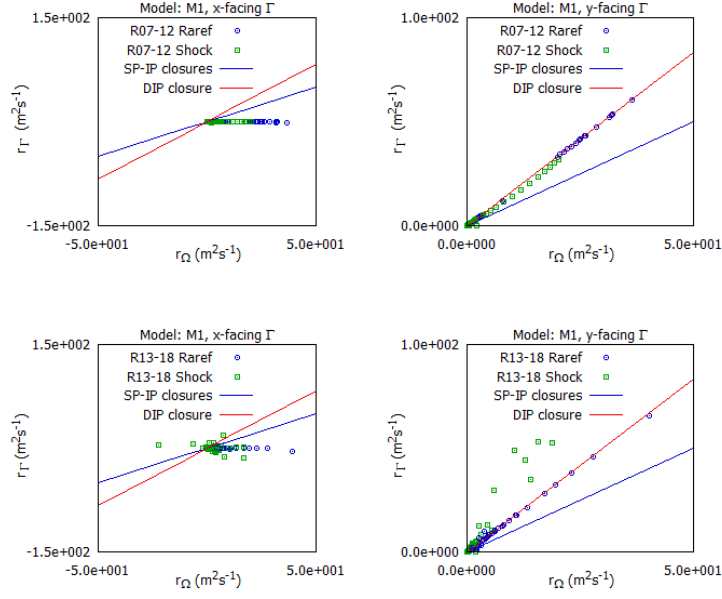 Model: M1, x-facing Γ
1.5e+002
R07-12 Raref
R07-12 Shock
SP-IP closures
DIP closure
r_Γ (m²s⁻¹)
-1.5e+002
-5.0e+001
5.0e+001
r_Ω (m²s⁻¹)
Model: M1, y-facing Γ
1.0e+002
R07-12 Raref
R07-12 Shock
SP-IP closures
DIP closure
r_Γ (m²s⁻¹)
0.0e+000
0.0e+000
5.0e+001
r_Ω (m²s⁻¹)
Model: M1, x-facing Γ
1.5e+002
R13-18 Raref
R13-18 Shock
SP-IP closures
DIP closure
r_Γ (m²s⁻¹)
-1.5e+002
-5.0e+001
5.0e+001
r_Ω (m²s⁻¹)
Model: M1, y-facing Γ
1.0e+002
R13-18 Raref
R13-18 Shock
SP-IP closures
DIP closure
r_Γ (m²s⁻¹)
0.0e+000
0.0e+000
5.0e+001
r_Ω (m²s⁻¹)